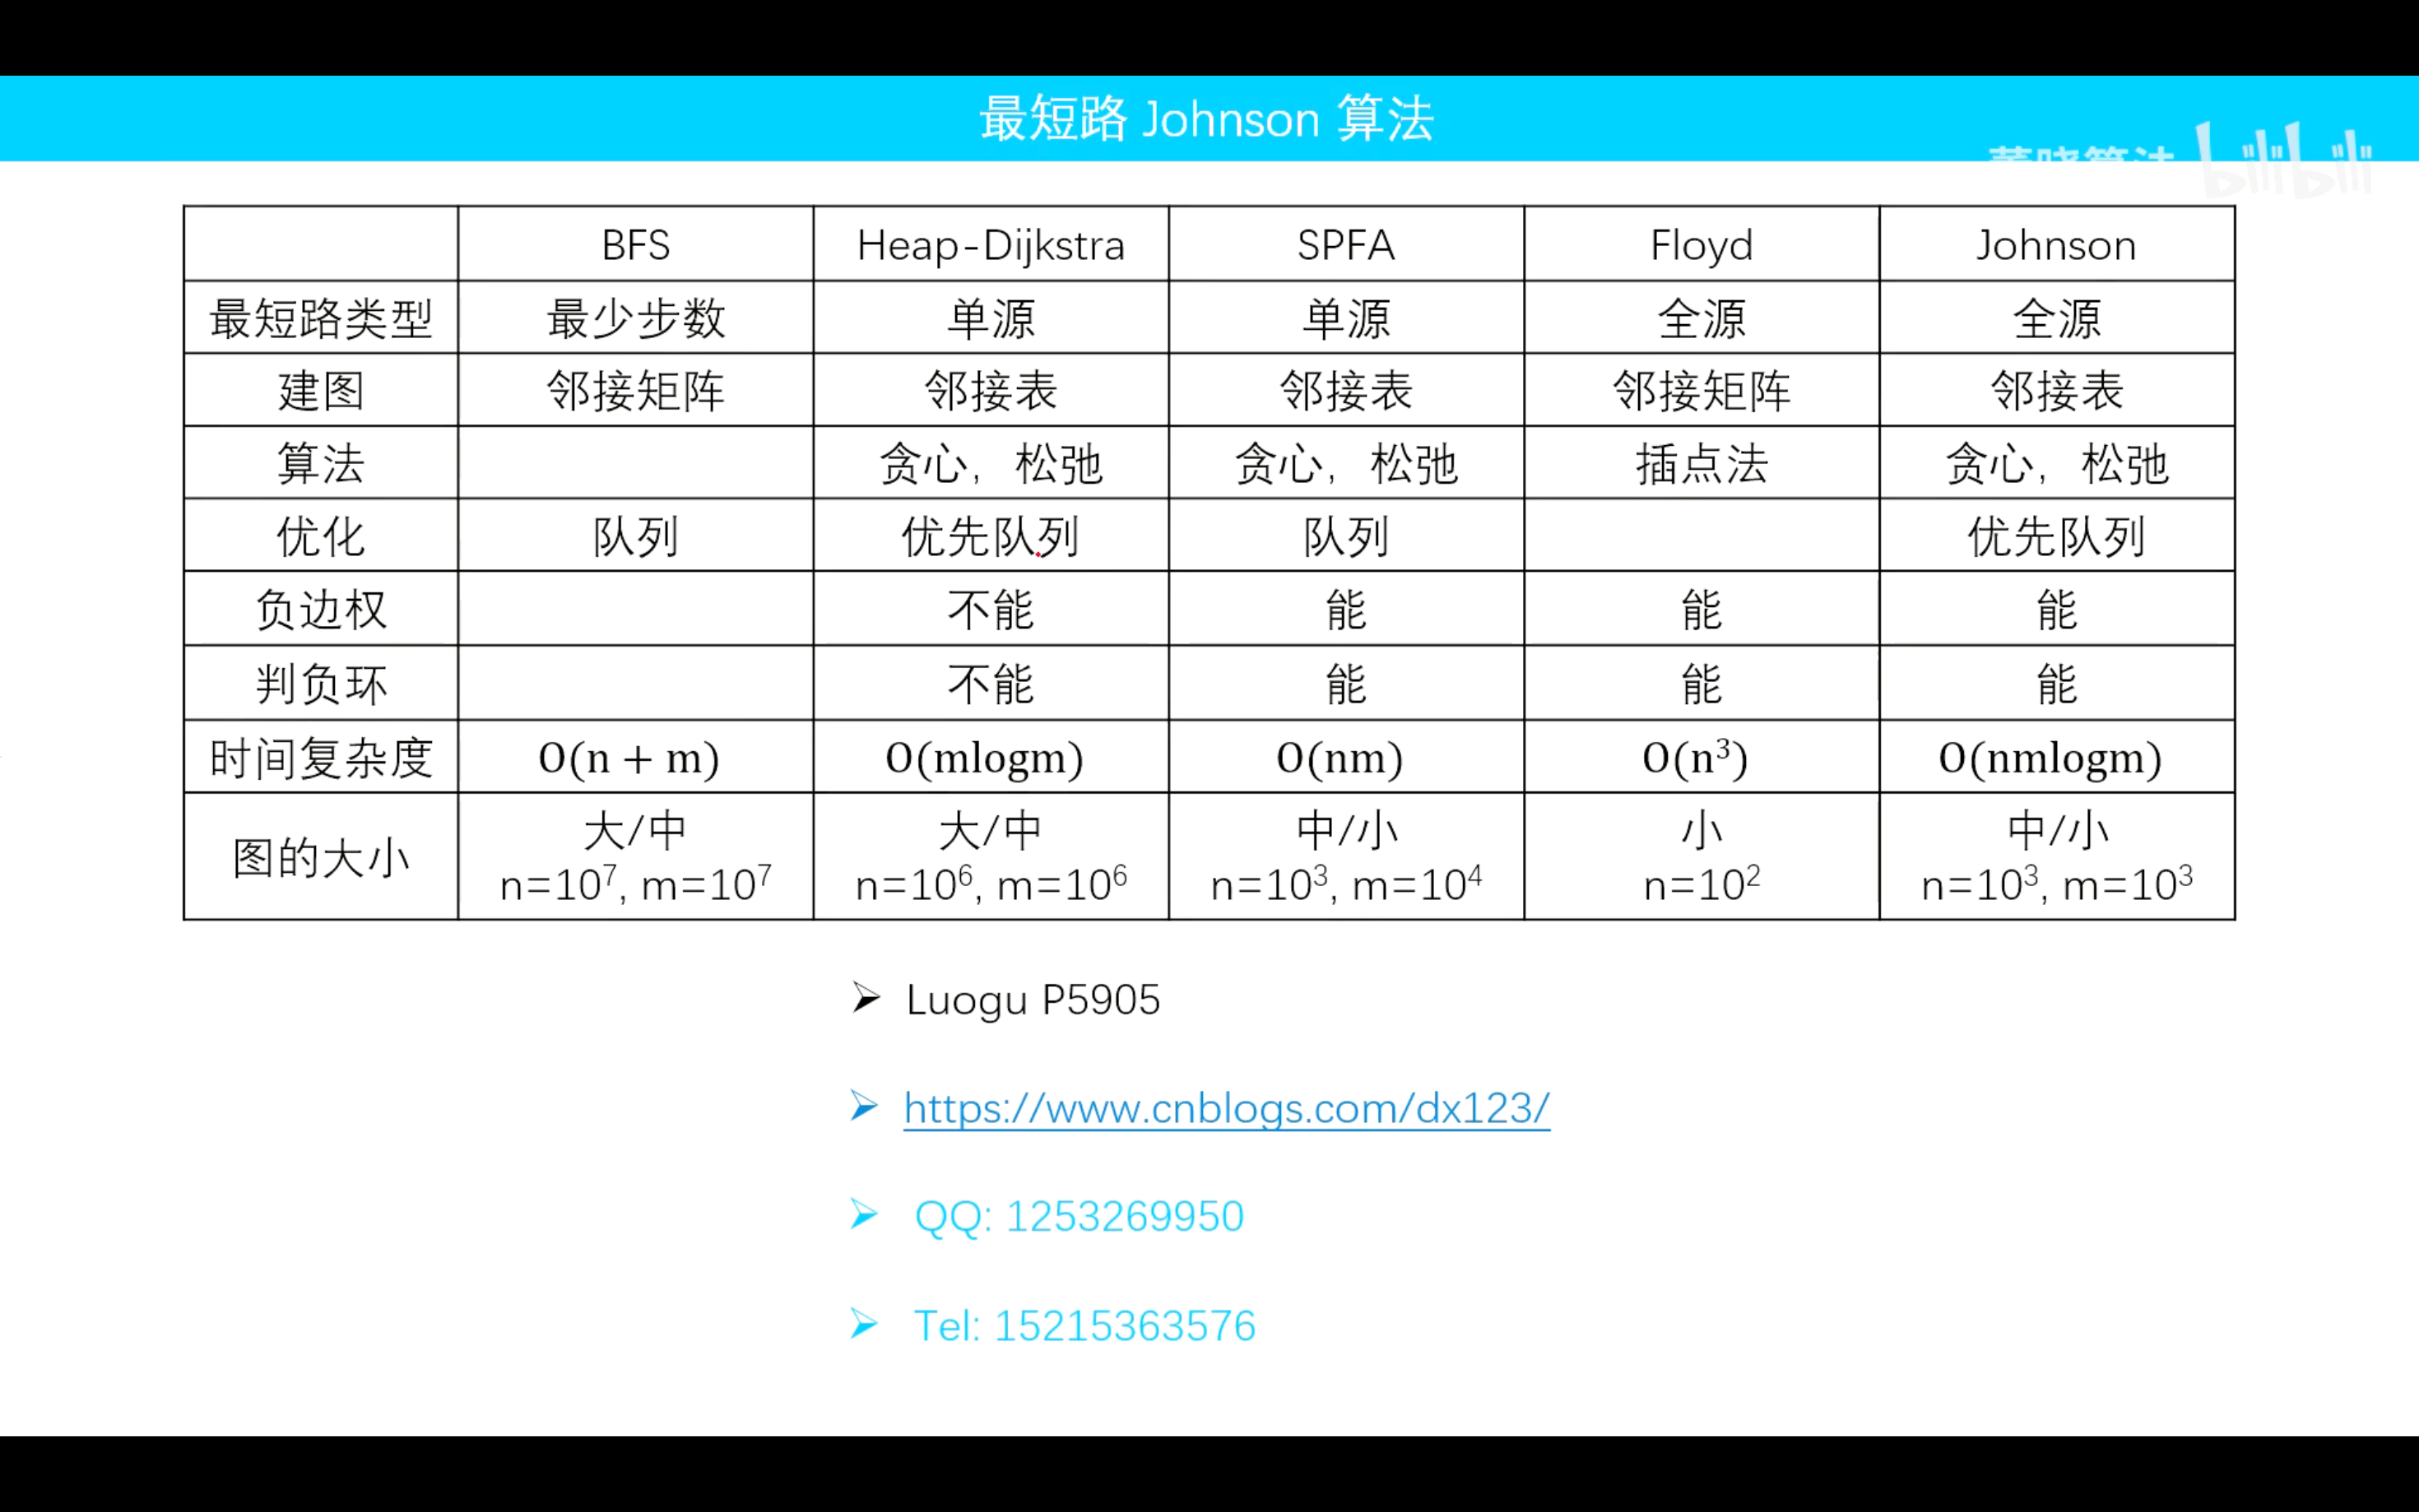 最短路 Johnson 算法
bilibili
BFS Heap-Dijkstra SPFA Floyd Johnson
最短路类型 最少步数 单源 单源 全源 全源
建图 邻接矩阵 邻接表 邻接表 邻接矩阵 邻接表
算法 贪心，松弛 贪心，松弛 插点法 贪心，松弛
优化 队列 优先队列 队列 优先队列
负边权 不能 能 能 能
判负环 不能 能 能 能
时间复杂度 O(n + m) O(mlogm) O(nm) O(n³) O(nmlogm)
图的大小 大/中 大/中 中/小 小 中/小
n=10⁷, m=10⁷ n=10⁶, m=10⁶ n=10³, m=10⁴ n=10² n=10³, m=10³
➢ Luogu P5905
➢ https://www.cnblogs.com/dx123/
➢ QQ: 1253269950
➢ Tel: 15215363576